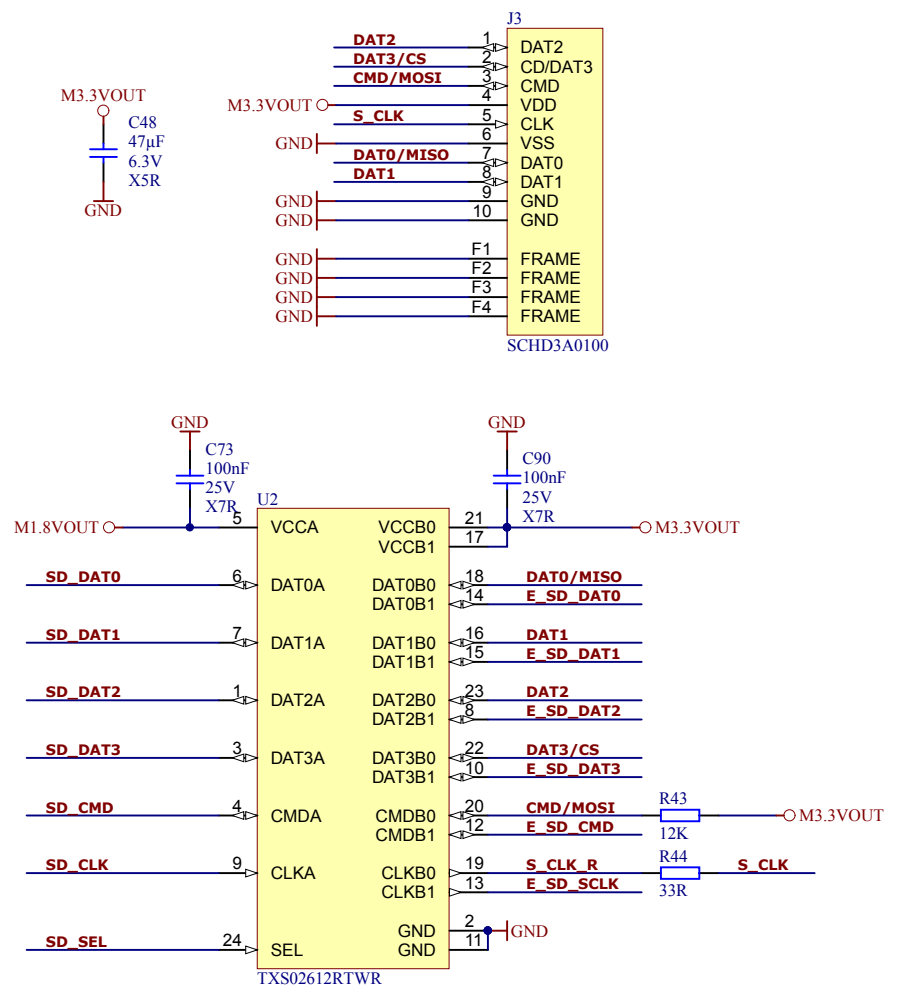 J3
DAT2 1 DAT2
DAT3/CS 2 CD/DAT3
CMD/MOSI 3 CMD
M3.3VOUT 4 VDD
S_CLK 5 CLK
GND 6 VSS
DAT0/MISO 7 DAT0
DAT1 8 DAT1
GND 9 GND
GND 10 GND
GND F1 FRAME
GND F2 FRAME
GND F3 FRAME
GND F4 FRAME
SCHD3A0100
M3.3VOUT
C48
47µF
6.3V
X5R
GND
GND
C73
100nF
25V
X7R
GND
C90
100nF
25V
X7R
U2
M1.8VOUT 5 VCCA VCCB0 21 M3.3VOUT
VCCB1 17
SD_DAT0 6 DAT0A DAT0B0 18 DAT0/MISO
DAT0B1 14 E_SD_DAT0
SD_DAT1 7 DAT1A DAT1B0 16 DAT1
DAT1B1 15 E_SD_DAT1
SD_DAT2 1 DAT2A DAT2B0 23 DAT2
DAT2B1 8 E_SD_DAT2
SD_DAT3 3 DAT3A DAT3B0 22 DAT3/CS
DAT3B1 10 E_SD_DAT3
SD_CMD 4 CMDA CMDB0 20 CMD/MOSI R43 12K M3.3VOUT
CMDB1 12 E_SD_CMD
SD_CLK 9 CLKA CLKB0 19 S_CLK_R R44 33R S_CLK
CLKB1 13 E_SD_SCLK
GND 2 GND
SD_SEL 24 SEL GND 11
TXS02612RTWR